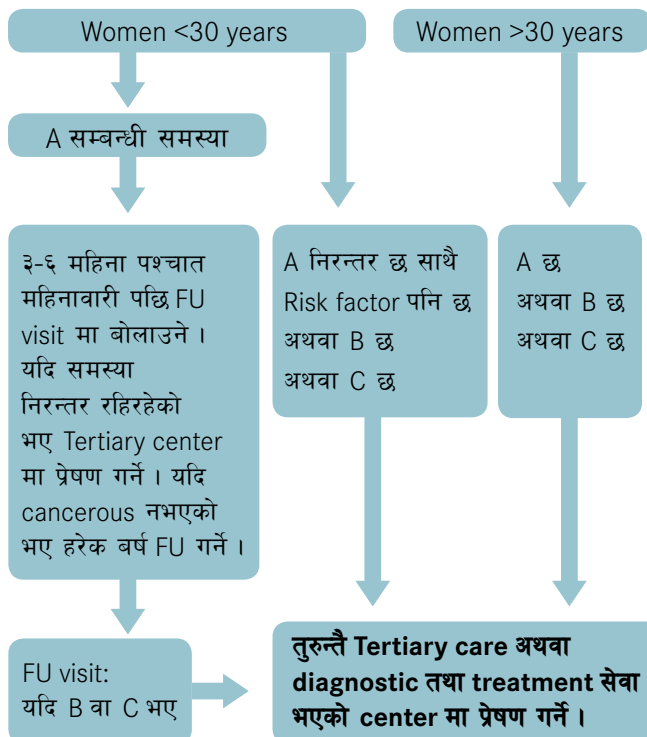 Women <30 years
Women >30 years
A सम्बन्धी समस्या
३-६ महिना पश्चात
महिनावारी पछि FU
visit मा बोलाउने ।
यदि समस्या
निरन्तर रहिरहेको
भए Tertiary center
मा प्रेषण गर्ने । यदि
cancerous नभएको
भए हरेक बर्ष FU गर्ने ।
A निरन्तर छ साथै
Risk factor पनि छ
अथवा B छ
अथवा C छ
A छ
अथवा B छ
अथवा C छ
FU visit:
यदि B वा C भए
तुरुन्तै Tertiary care अथवा
diagnostic तथा treatment सेवा
भएको center मा प्रेषण गर्ने ।